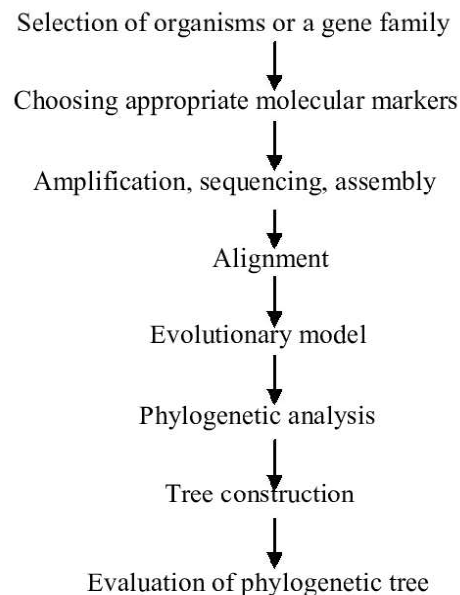 Selection of organisms or a gene family
Choosing appropriate molecular markers
Amplification, sequencing, assembly
Alignment
Evolutionary model
Phylogenetic analysis
Tree construction
Evaluation of phylogenetic tree